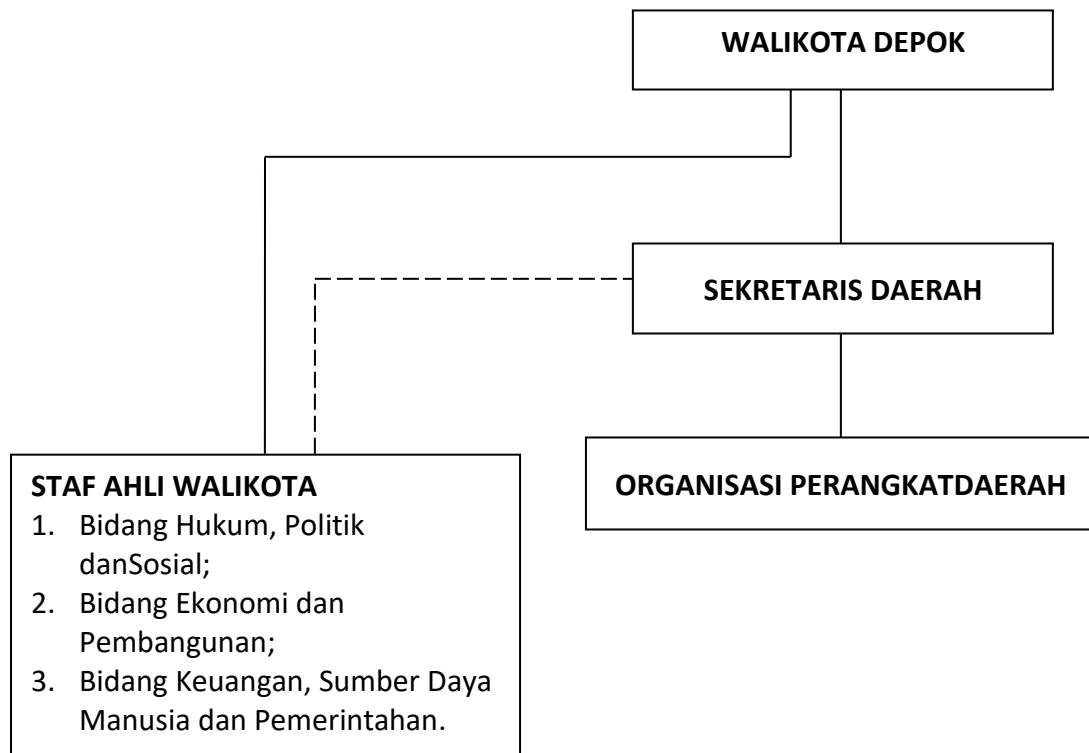 WALIKOTA DEPOK
SEKRETARIS DAERAH
ORGANISASI PERANGKATDAERAH
STAF AHLI WALIKOTA
1. Bidang Hukum, Politik
danSosial;
2. Bidang Ekonomi dan
Pembangunan;
3. Bidang Keuangan, Sumber Daya
Manusia dan Pemerintahan.